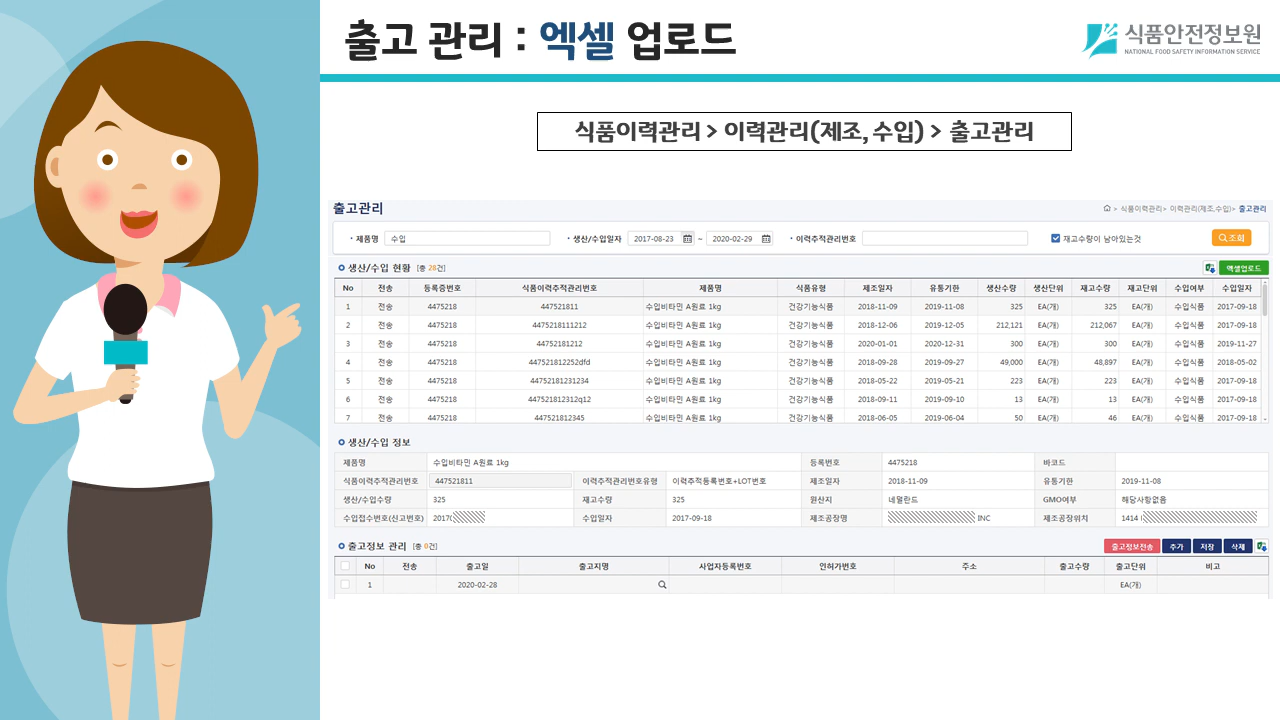 출고 관리 : 엑셀 업로드
식품안전정보원
NATIONAL FOOD SAFETY INFORMATION SERVICE
식품이력관리 > 이력관리(제조, 수입) > 출고관리
출고관리
> 식품이력관리 > 이력관리(제조,수입) > 출고관리
· 제품명 수입 · 생산/수입일자 2017-08-23 ~ 2020-02-29 · 이력추적관리번호 재고수량이 남아있는것 조회
생산/수입 현황 [총 28건] 엑셀업로드
No 전송 등록증번호 식품이력추적관리번호 제품명 식품유형 제조일자 유통기한 생산수량 생산단위 재고수량 재고단위 수입여부 수입일자
1 전송 4475218 447521811 수입비타민 A원료 1kg 건강기능식품 2018-11-09 2019-11-08 325 EA(개) 325 EA(개) 수입식품 2017-09-18
2 전송 4475218 4475218111212 수입비타민 A원료 1kg 건강기능식품 2018-12-06 2019-12-05 212,121 EA(개) 212,067 EA(개) 수입식품 2017-09-18
3 전송 4475218 44752181212 수입비타민 A원료 1kg 건강기능식품 2020-01-01 2020-12-31 300 EA(개) 300 EA(개) 수입식품 2019-11-27
4 전송 4475218 44752181252dfd 수입비타민 A원료 1kg 건강기능식품 2018-09-28 2019-09-27 49,000 EA(개) 48,897 EA(개) 수입식품 2018-05-02
5 전송 4475218 44752181231234 수입비타민 A원료 1kg 건강기능식품 2018-05-22 2019-05-21 223 EA(개) 223 EA(개) 수입식품 2017-09-18
6 전송 4475218 44752181312q12 수입비타민 A원료 1kg 건강기능식품 2018-09-11 2019-09-10 13 EA(개) 13 EA(개) 수입식품 2017-09-18
7 전송 4475218 447521812345 수입비타민 A원료 1kg 건강기능식품 2018-06-05 2019-06-04 50 EA(개) 46 EA(개) 수입식품 2017-09-18
생산/수입 정보
제품명 수입비타민 A원료 1kg 등록번호 4475218 바코드
식품이력추적관리번호 447521811 이력추적관리번호유형 이력추적등록번호+LOT번호 제조일자 2018-11-09 유통기한 2019-11-08
생산/수입수량 325 재고수량 325 원산지 네덜란드 GMO여부 해당사항없음
수입접수번호(신고번호) 2017( 수입일자 2017-09-18 제조공장명 INC 제조공장위치 1414
출고정보 관리 [총 0건] 출고정보전송 추가 저장 삭제
No 전송 출고일 출고지명 사업자등록번호 인허가번호 주소 출고수량 출고단위 비고
1 2020-02-28 EA(개)